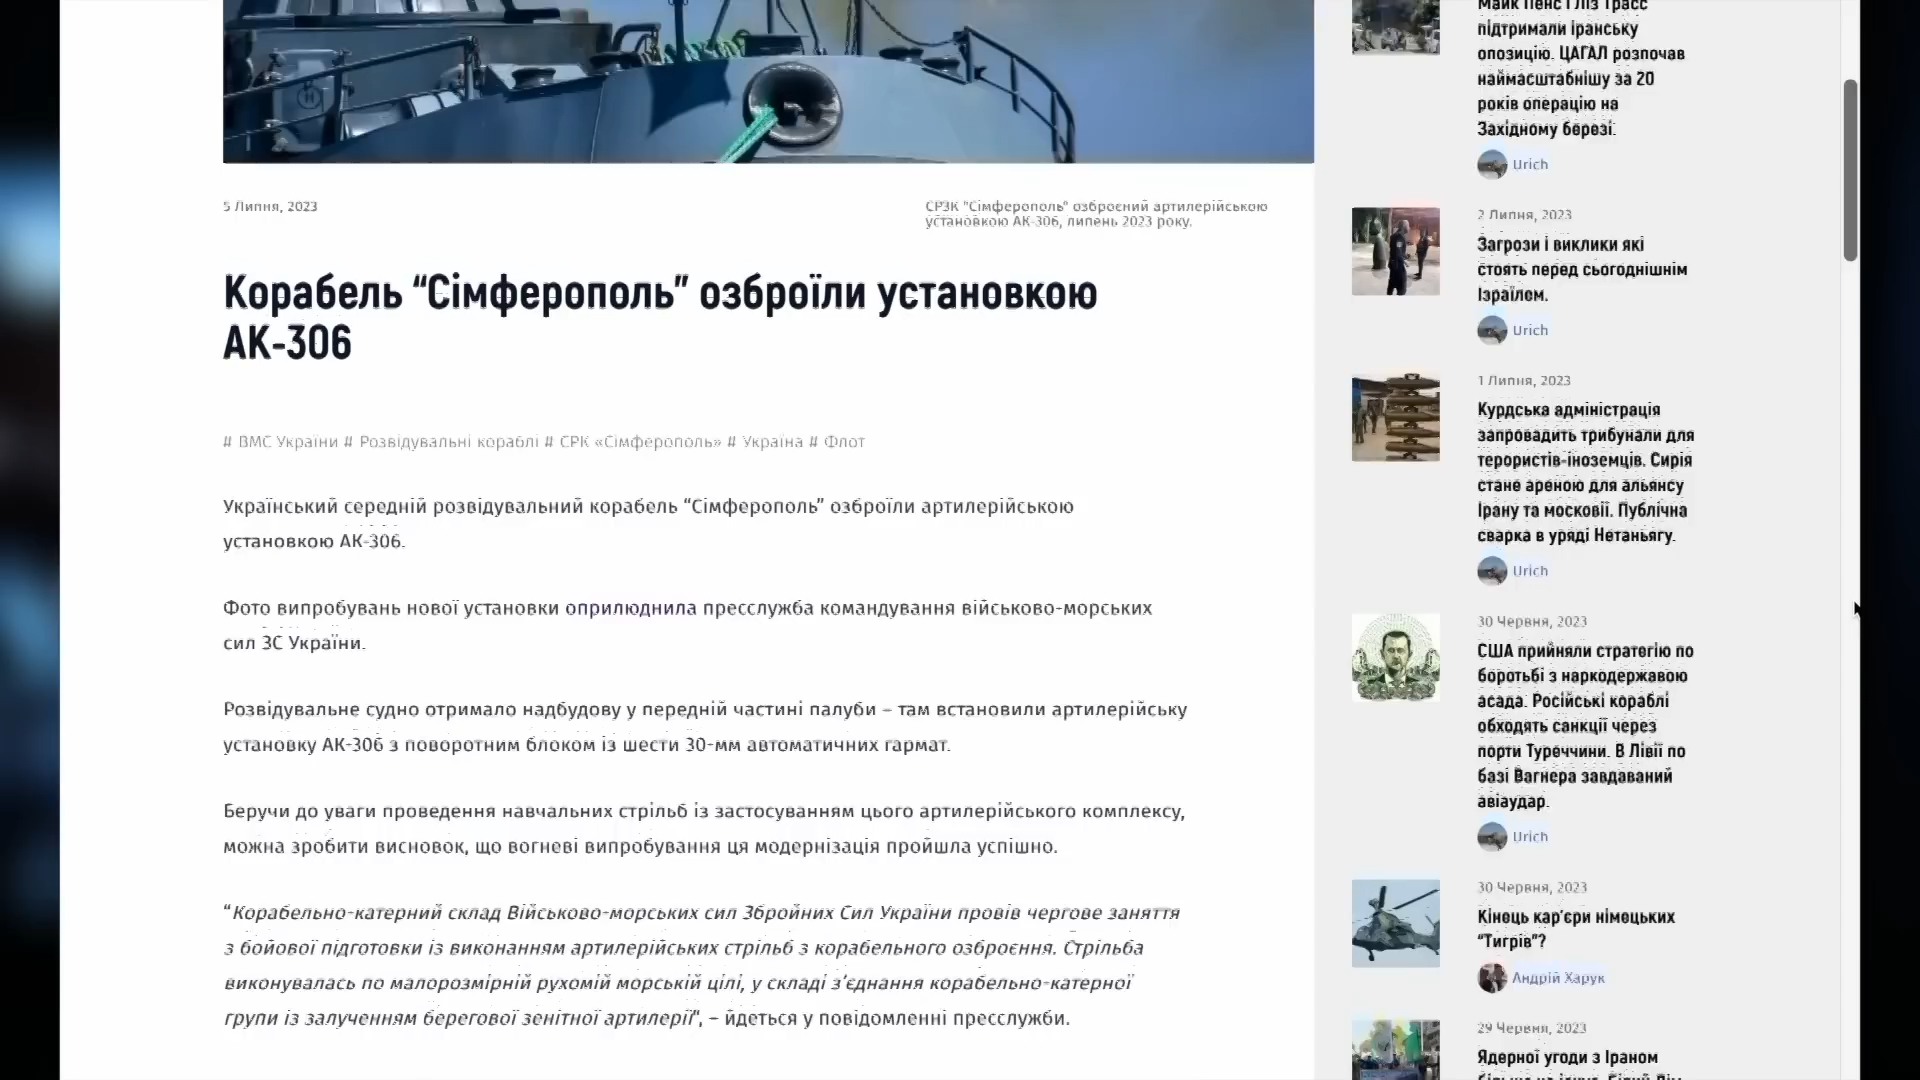 5 Липня, 2023
СРЗК "Сімферополь" озброєний артилерійською
установкою АК-306, липень 2023 року.
Корабель “Сімферополь” озброїли установкою
АК-306
# ВМС України # Розвідувальні кораблі # СРК «Сімферополь» # Україна # Флот
Український середній розвідувальний корабель “Сімферополь” озброїли артилерійською
установкою АК-306.
Фото випробувань нової установки оприлюднила пресслужба командування військово-морських
сил ЗС України.
Розвідувальне судно отримало надбудову у передній частині палуби – там встановили артилерійську
установку АК-306 з поворотним блоком із шести 30-мм автоматичних гармат.
Беручи до уваги проведення навчальних стрільб із застосуванням цього артилерійського комплексу,
можна зробити висновок, що вогневі випробування ця модернізація пройшла успішно.
“Корабельно-катерний склад Військово-морських сил Збройних Сил України провів чергове заняття
з бойової підготовки із виконанням артилерійських стрільб з корабельного озброєння. Стрільба
виконувалась по малорозмірній рухомій морській цілі, у складі з’єднання корабельно-катерної
групи із залученням берегової зенітної артилерії“, – йдеться у повідомленні пресслужби.
Майк Пенс і Ліз Трасс
підтримали іранську
опозицію. ЦАГАЛ розпочав
наймасштабнішу за 20
років операцію на
Західному березі.
Urich
2 Липня, 2023
Загрози і виклики які
стоять перед сьогоднішнім
Ізраїлем.
Urich
1 Липня, 2023
Курдська адміністрація
запровадить трибунали для
терористів-іноземців. Сирія
стане ареною для альянсу
Ірану та московії. Публічна
сварка в уряді Нетаньягу.
Urich
30 Червня, 2023
США прийняли стратегію по
боротьбі з наркодержавою
асада. Російські кораблі
обходять санкції через
порти Туреччини. В Лівії по
базі Вагнера завдаваний
авіаудар.
Urich
30 Червня, 2023
Кінець кар’єри німецьких
“Тигрів”?
Андрій Харук
29 Червня, 2023
Ядерної угоди з Іраном